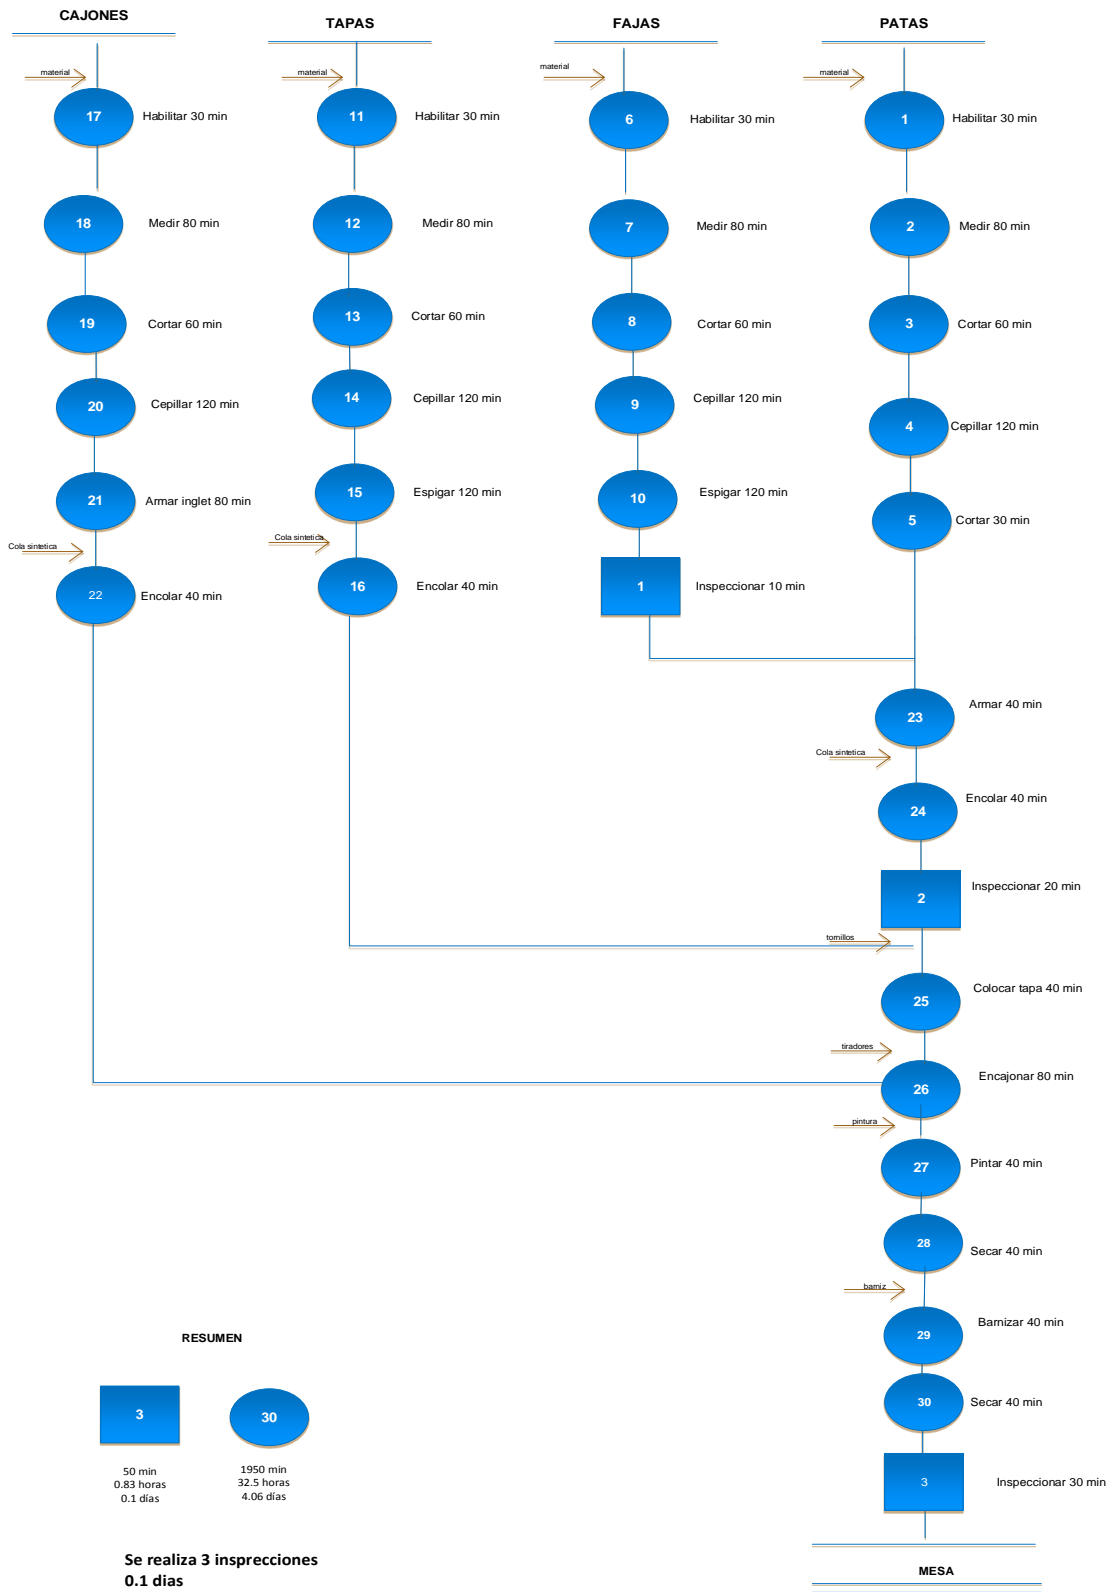 CAJONES
TAPAS
FAJAS
PATAS
material
material
material
material
17
Habilitar 30 min
11
Habilitar 30 min
6
Habilitar 30 min
1
Habilitar 30 min
18
Medir 80 min
12
Medir 80 min
7
Medir 80 min
2
Medir 80 min
19
Cortar 60 min
13
Cortar 60 min
8
Cortar 60 min
3
Cortar 60 min
20
Cepillar 120 min
14
Cepillar 120 min
9
Cepillar 120 min
4
Cepillar 120 min
21
Armar inglet 80 min
15
Espigar 120 min
10
Espigar 120 min
5
Cortar 30 min
Cola sintetica
Cola sintetica
22
Encolar 40 min
16
Encolar 40 min
1
Inspeccionar 10 min
23
Armar 40 min
Cola sintetica
24
Encolar 40 min
2
Inspeccionar 20 min
tornillos
25
Colocar tapa 40 min
tiradores
26
Encajonar 80 min
pintura
27
Pintar 40 min
28
Secar 40 min
barniz
29
Barnizar 40 min
30
Secar 40 min
3
Inspeccionar 30 min
MESA
RESUMEN
3
30
50 min
0.83 horas
0.1 días
1950 min
32.5 horas
4.06 días
Se realiza 3 insprecciones
0.1 dias